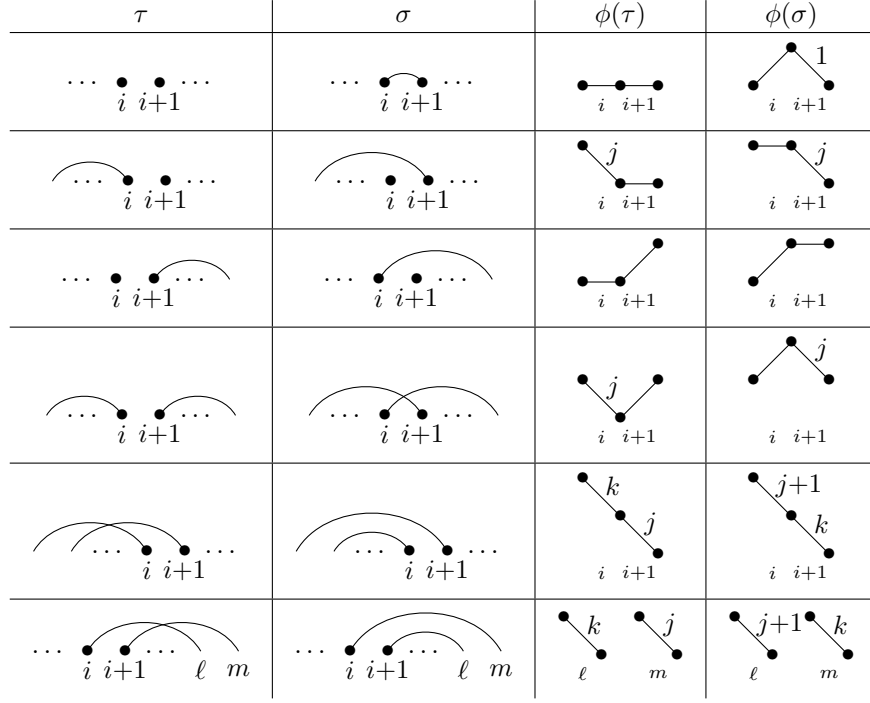 τ σ ϕ(τ) ϕ(σ)
··· i i+1 ··· ··· i i+1 ··· i i+1 1 i i+1
··· i i+1 ··· ··· i i+1 ··· j i i+1 j i i+1
··· i i+1 ··· ··· i i+1 ··· i i+1 i i+1
··· i i+1 ··· ··· i i+1 ··· j i i+1 j i i+1
··· i i+1 ··· ··· i i+1 ··· k j i i+1 j+1 k i i+1
··· i i+1 ··· ℓ m ··· i i+1 ··· ℓ m k j ℓ m j+1 k ℓ m